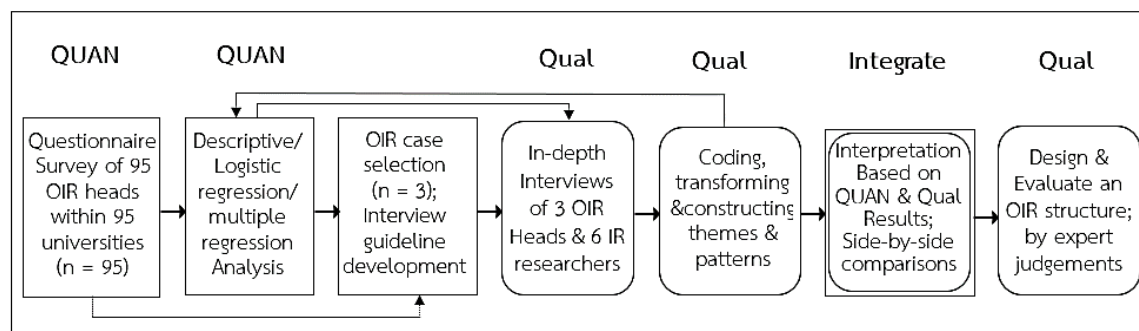 QUAN
QUAN
Qual
Qual
Integrate
Qual
Questionnaire
Survey of 95
OIR heads
within 95
universities
(n = 95)
Descriptive/
Logistic
regression/
multiple
regression
Analysis
OIR case
selection
(n = 3);
Interview
guideline
development
In-depth
Interviews
of 3 OIR
Heads & 6 IR
researchers
Coding,
transforming
&constructing
themes &
patterns
Interpretation
Based on
QUAN & Qual
Results;
Side-by-side
comparisons
Design &
Evaluate an
OIR structure;
by expert
judgements